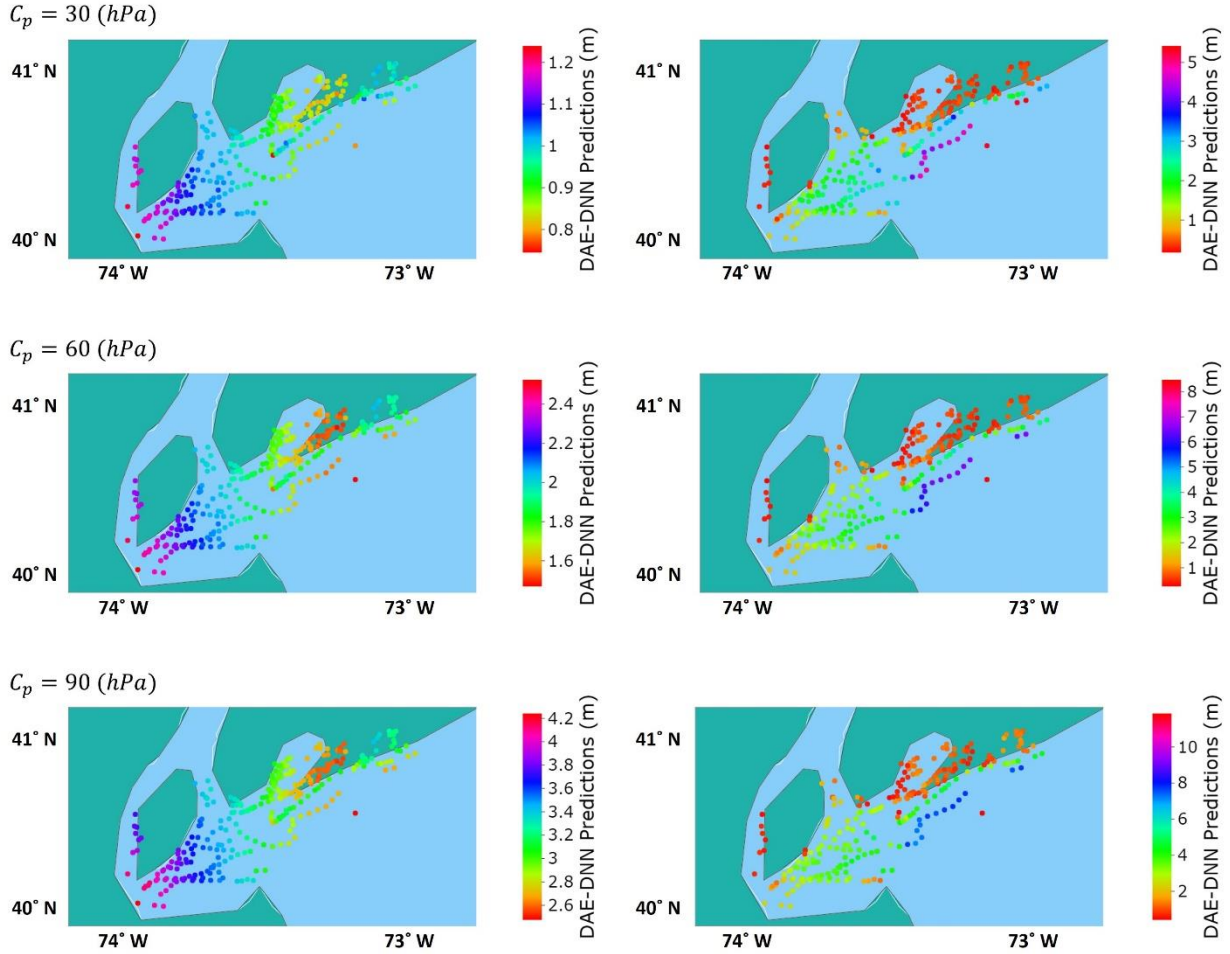 C_p = 30 (hPa)
41° N
40° N
74° W
73° W
1.2
1.1
1
0.9
0.8
DAE-DNN Predictions (m)
41° N
40° N
74° W
73° W
5
4
3
2
1
DAE-DNN Predictions (m)
C_p = 60 (hPa)
41° N
40° N
74° W
73° W
2.4
2.2
2
1.8
1.6
DAE-DNN Predictions (m)
41° N
40° N
74° W
73° W
8
7
6
5
4
3
2
1
DAE-DNN Predictions (m)
C_p = 90 (hPa)
41° N
40° N
74° W
73° W
4.2
4
3.8
3.6
3.4
3.2
3
2.8
2.6
DAE-DNN Predictions (m)
41° N
40° N
74° W
73° W
10
8
6
4
2
DAE-DNN Predictions (m)